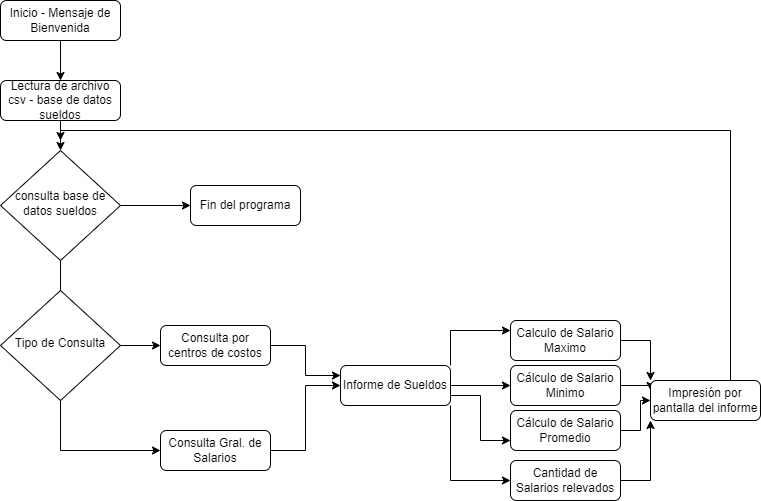 Inicio - Mensaje de
Bienvenida
Lectura de archivo
csv - base de datos
sueldos
consulta base de
datos sueldos
Fin del programa
Tipo de Consulta
Consulta por
centros de costos
Consulta Gral. de
Salarios
Informe de Sueldos
Calculo de Salario
Maximo
Cálculo de Salario
Minimo
Cálculo de Salario
Promedio
Cantidad de
Salarios relevados
Impresión por
pantalla del informe